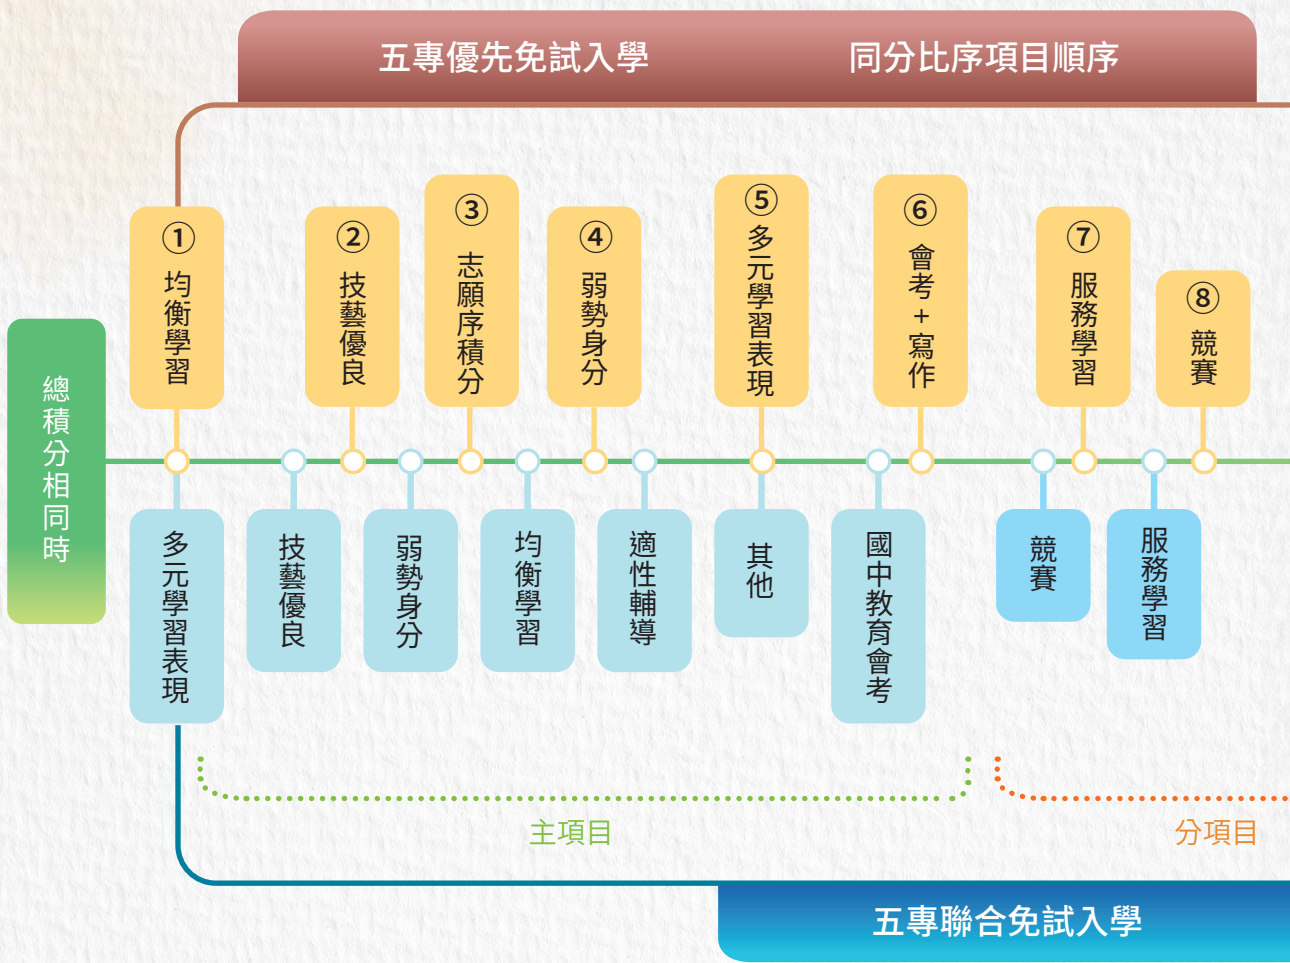 五專優先免試入學 同分比序項目順序
① 均衡學習
② 技藝優良
③ 志願序積分
④ 弱勢身分
⑤ 多元學習表現
⑥ 會考+寫作
⑦ 服務學習
⑧ 競賽
總積分相同時
多元學習表現
技藝優良
弱勢身分
均衡學習
適性輔導
其他
國中教育會考
競賽
服務學習
主項目
分項目
五專聯合免試入學